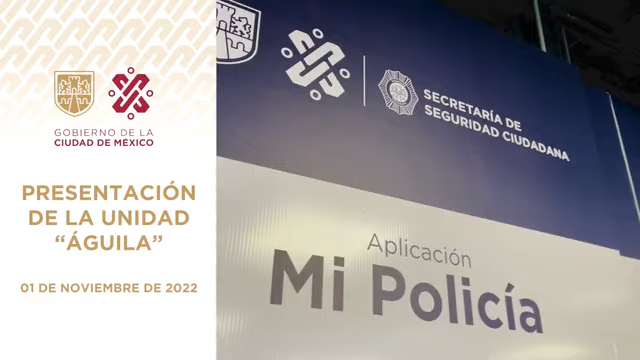 GOBIERNO DE LA
CIUDAD DE MÉXICO
PRESENTACIÓN
DE LA UNIDAD
“ÁGUILA”
01 DE NOVIEMBRE DE 2022
SECRETARÍA DE
SEGURIDAD CIUDADANA
Aplicación
Mi Policía